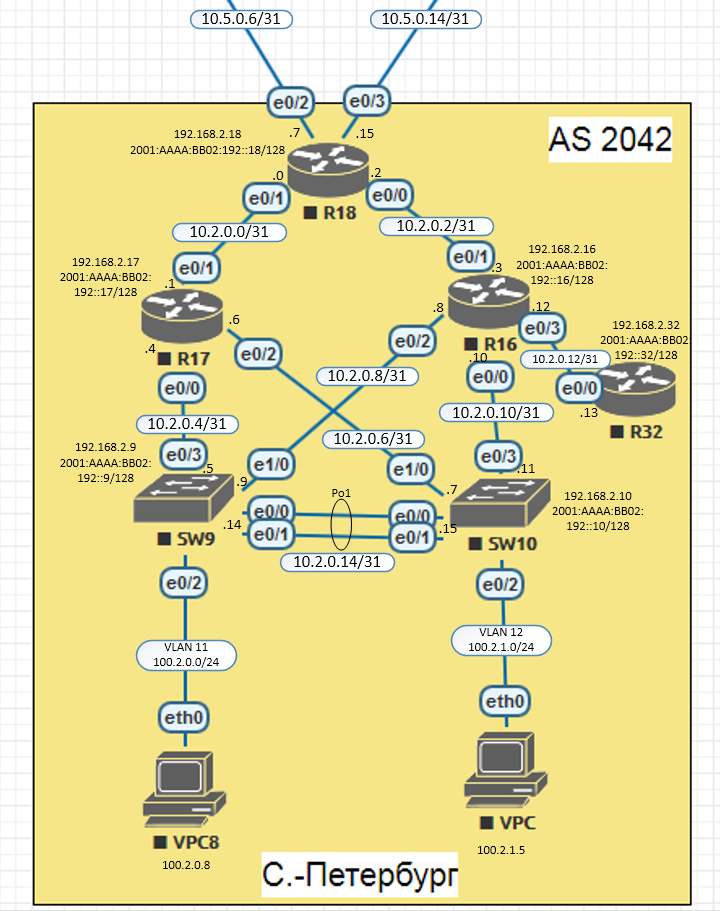 10.5.0.6/31
10.5.0.14/31
e0/2
e0/3
AS 2042
192.168.2.18
2001:AAAA:BB02:192::18/128
.7
.15
.0
.2
e0/1
e0/0
R18
10.2.0.0/31
10.2.0.2/31
192.168.2.17
2001:AAAA:BB02:
192::17/128
e0/1
.1
e0/1
.3
192.168.2.16
2001:AAAA:BB02:
192::16/128
.6
.4
R17
.8
.12
R16
e0/3
192.168.2.32
2001:AAAA:BB02
192::32/128
e0/2
e0/2
.10
10.2.0.12/31
e0/0
10.2.0.8/31
e0/0
e0/0
.13
R32
10.2.0.4/31
10.2.0.6/31
10.2.0.10/31
192.168.2.9
2001:AAAA:BB02:
192::9/128
e0/3
.5
e1/0
.9
e1/0
.7
e0/3
.11
192.168.2.10
2001:AAAA:BB02:
192::10/128
Po1
e0/0
e0/0
.14
e0/1
e0/1
.15
SW9
SW10
10.2.0.14/31
e0/2
e0/2
VLAN 11
100.2.0.0/24
VLAN 12
100.2.1.0/24
eth0
eth0
VPC8
100.2.0.8
VPC
100.2.1.5
С.-Петербург